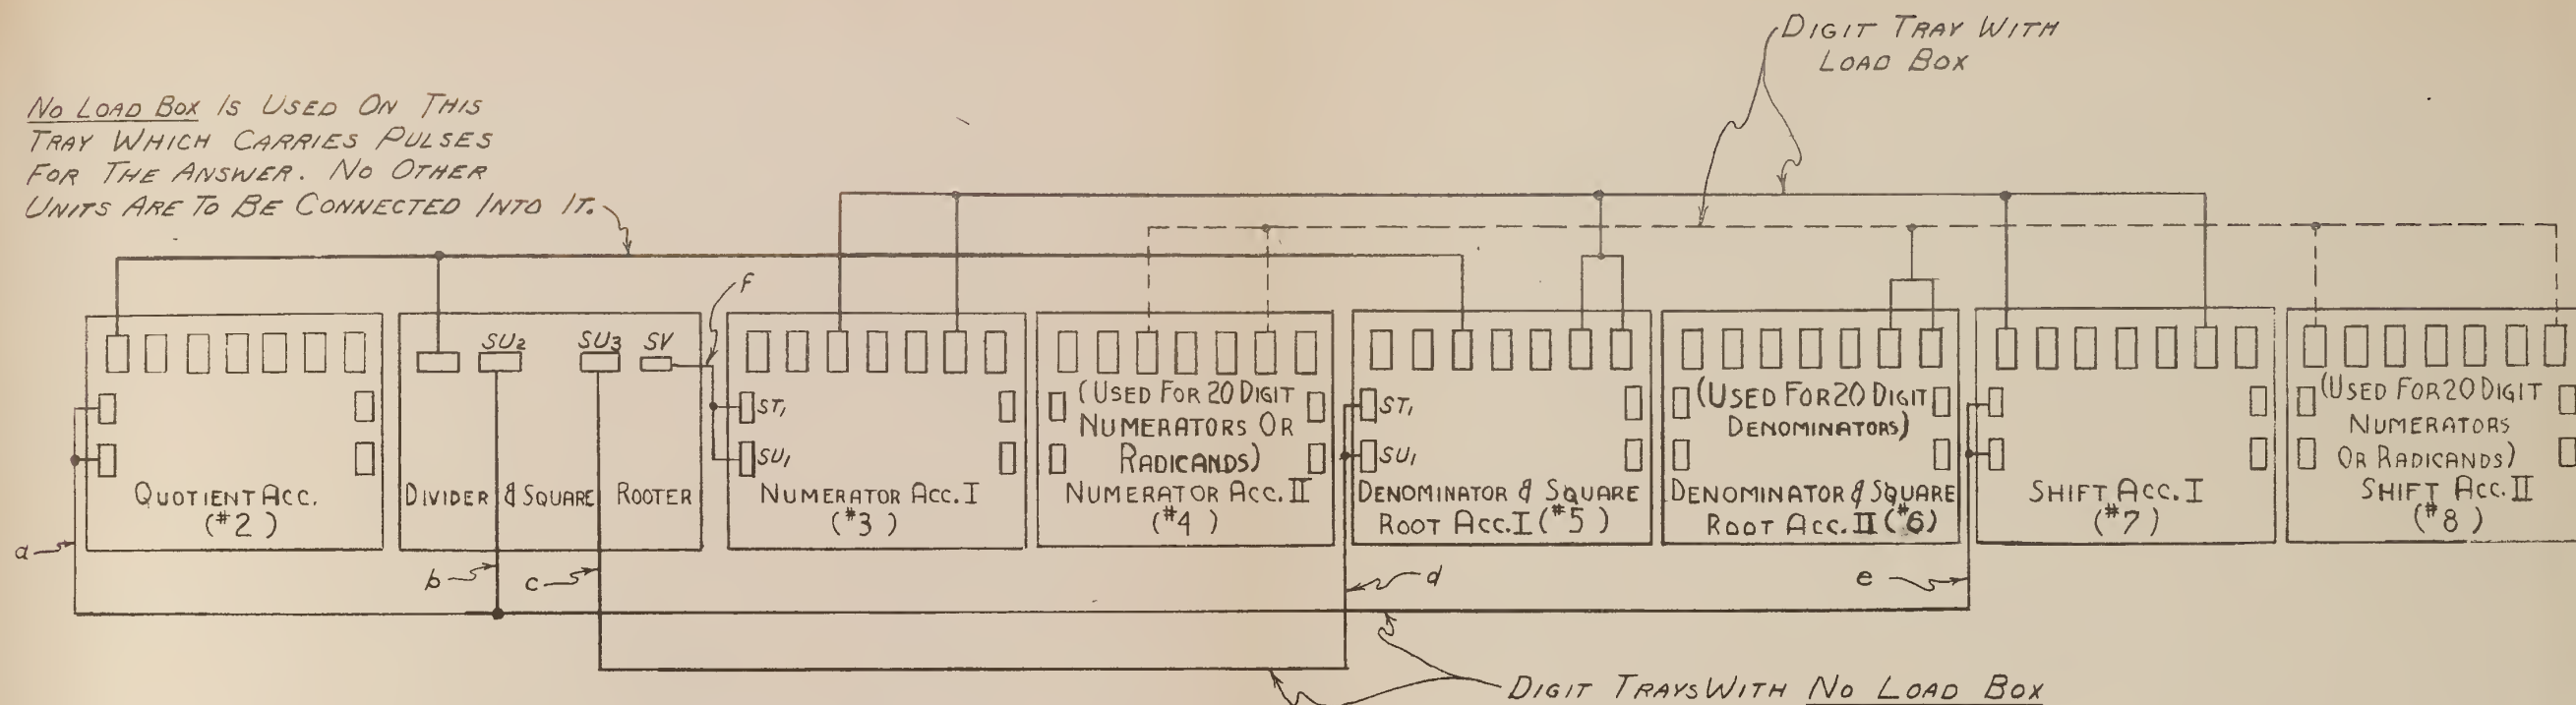 DIGIT TRAY WITH
LOAD BOX
NO LOAD BOX IS USED ON THIS
TRAY WHICH CARRIES PULSES
FOR THE ANSWER. NO OTHER
UNITS ARE TO BE CONNECTED INTO IT.
f
SU2
SU3
SV
ST1
SU1
QUOTIENT ACC.
(#2)
DIVIDER & SQUARE ROOTER
NUMERATOR ACC. I
(#3)
(USED FOR 20 DIGIT
NUMERATORS OR
RADICANDS)
NUMERATOR ACC. II
(#4)
ST1
SU1
DENOMINATOR & SQUARE
ROOT ACC. I (#5)
(USED FOR 20 DIGIT
DENOMINATORS)
DENOMINATOR & SQUARE
ROOT ACC. II (#6)
SHIFT ACC. I
(#7)
(USED FOR 20 DIGIT
NUMERATORS
OR RADICANDS)
SHIFT ACC. II
(#8)
a
b
c
d
e
DIGIT TRAYS WITH NO LOAD BOX